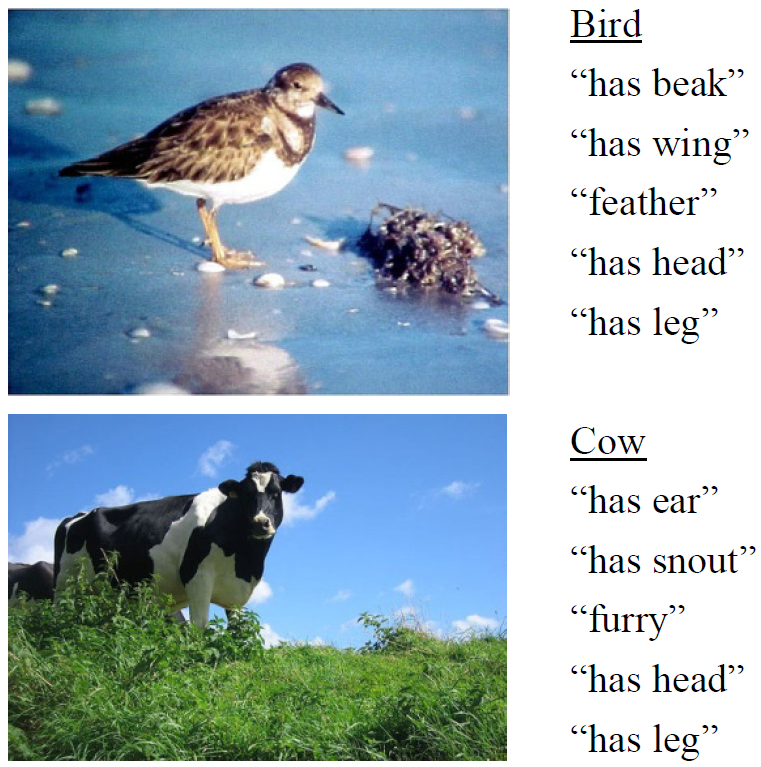 Bird
“has beak”
“has wing”
“feather”
“has head”
“has leg”
Cow
“has ear”
“has snout”
“furry”
“has head”
“has leg”